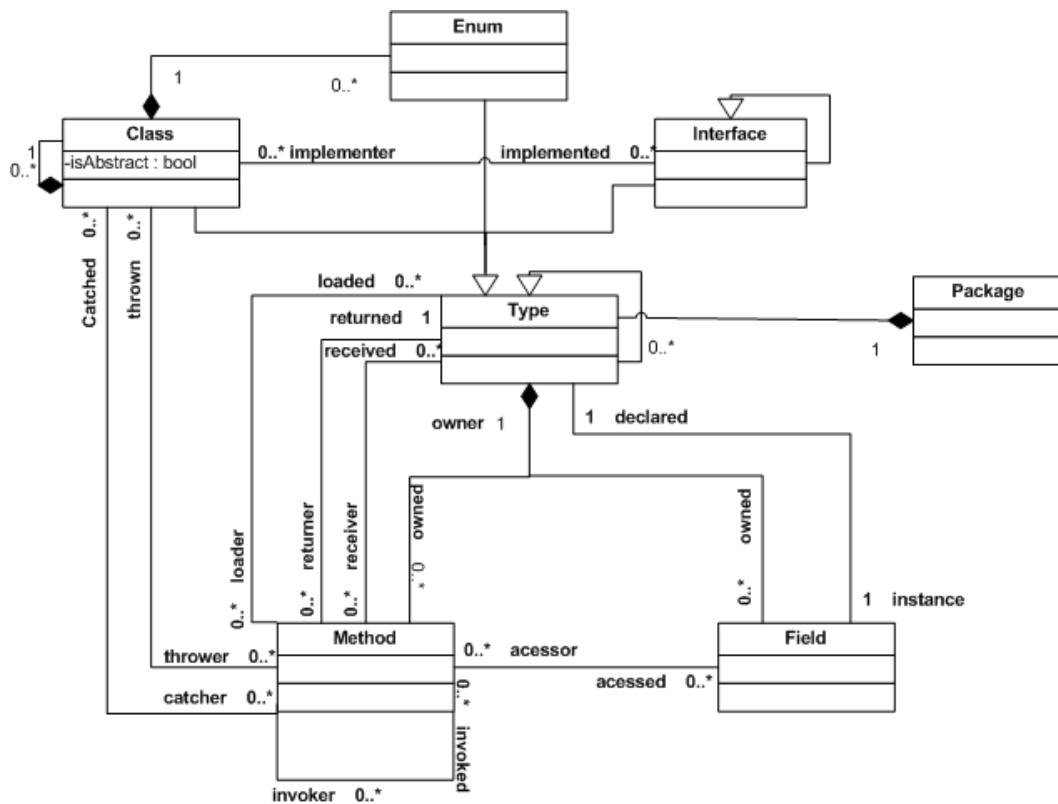 Enum
1
0..*
Class
Interface
1
0..*
-isAbstract : bool
0..* implementer
implemented 0..*
Catched 0..*
thrown 0..*
loaded 0..*
Type
Package
returned 1
received 0..*
0..*
1
owner 1
1 declared
0..* loader
0..* returner
0..* receiver
owned 0..*
owned 0..*
1 instance
Method
Field
thrower 0..*
0..* acessor
catcher 0..*
acessed 0..*
0..* invoked
invoker 0..*